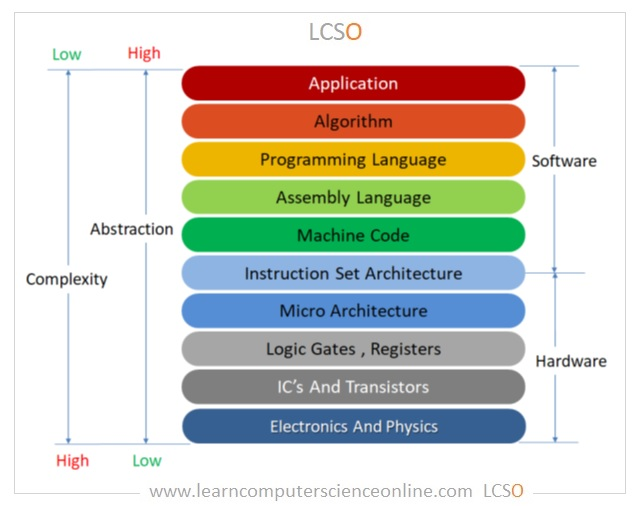 LCSO
Low
High
Application
Algorithm
Programming Language
Software
Assembly Language
Abstraction
Machine Code
Complexity
Instruction Set Architecture
Micro Architecture
Logic Gates , Registers
Hardware
IC's And Transistors
Electronics And Physics
High
Low
www.learncomputerscienceonline.com LCSO